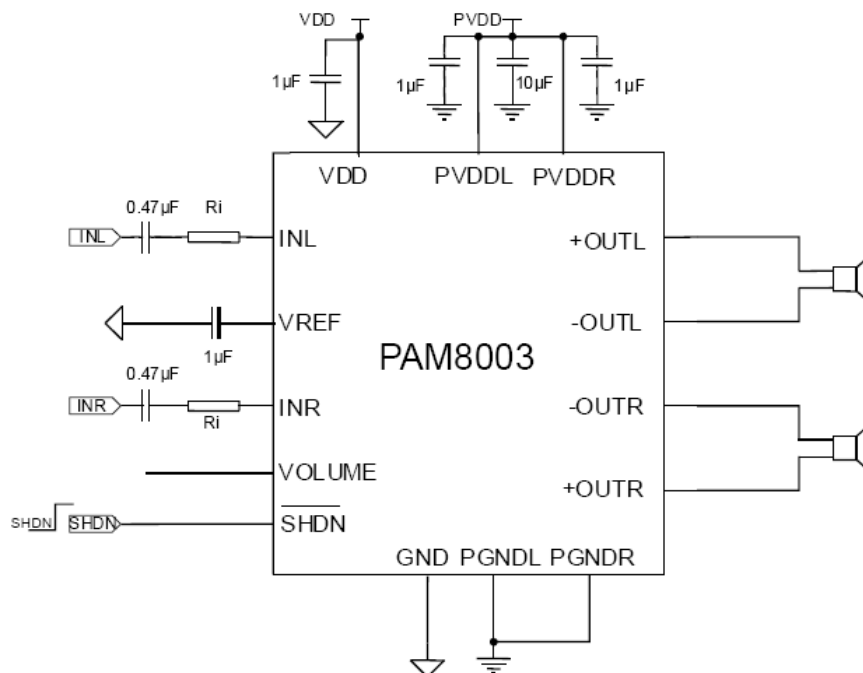 VDD PVDD
1µF 1µF 10µF 1µF
VDD PVDDL PVDDR
0.47µF Ri
INL INL +OUTL
VREF -OUTL
1µF PAM8003
0.47µF
INR INR -OUTR
Ri
VOLUME +OUTR
SHDN SHDN SHDN
GND PGNDL PGNDR